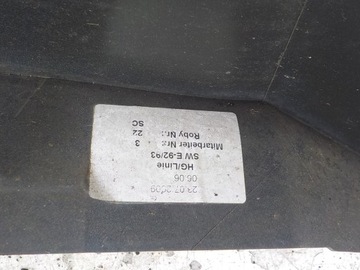 23.07.2009
06:06
HG/Linie
SW E-92/93
Mitarbeiter Nr.: 3
Roby Nr.: 22
SC